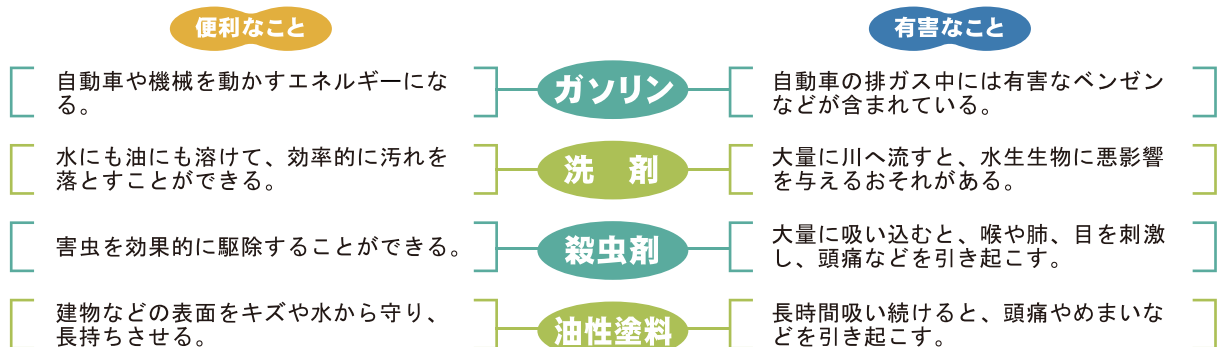 便利なこと
有害なこと
自動車や機械を動かすエネルギーにな
る。
ガソリン
自動車の排ガス中には有害なベンゼン
などが含まれている。
水にも油にも溶けて、効率的に汚れを
落とすことができる。
洗　剤
大量に川へ流すと、水生生物に悪影響
を与えるおそれがある。
害虫を効果的に駆除することができる。
殺虫剤
大量に吸い込むと、喉や肺、目を刺激
し、頭痛などを引き起こす。
建物などの表面をキズや水から守り、
長持ちさせる。
油性塗料
長時間吸い続けると、頭痛やめまいな
どを引き起こす。